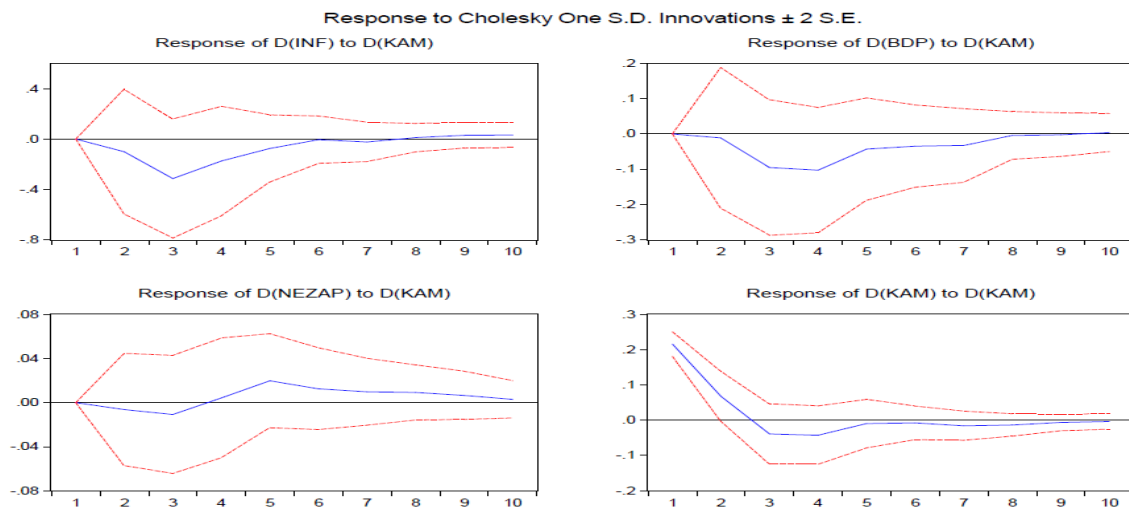 Response to Cholesky One S.D. Innovations ± 2 S.E.
Response of D(INF) to D(KAM)
.4
.0
-.4
-.8
1 2 3 4 5 6 7 8 9 10
Response of D(BDP) to D(KAM)
.2
.1
.0
-.1
-.2
-.3
1 2 3 4 5 6 7 8 9 10
Response of D(NEZAP) to D(KAM)
.08
.04
.00
-.04
-.08
1 2 3 4 5 6 7 8 9 10
Response of D(KAM) to D(KAM)
.3
.2
.1
.0
-.1
-.2
1 2 3 4 5 6 7 8 9 10